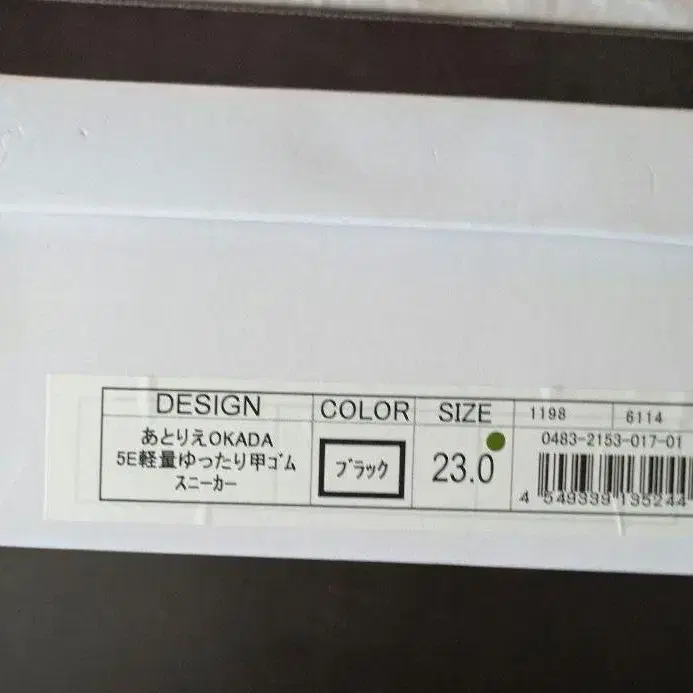 DESIGN COLOR SIZE 1198 6114
あとりえOKADA
5E軽量ゆったり甲ゴム
スニーカー
ブラック
23.0
0483-2153-017-01
4 549339 135244